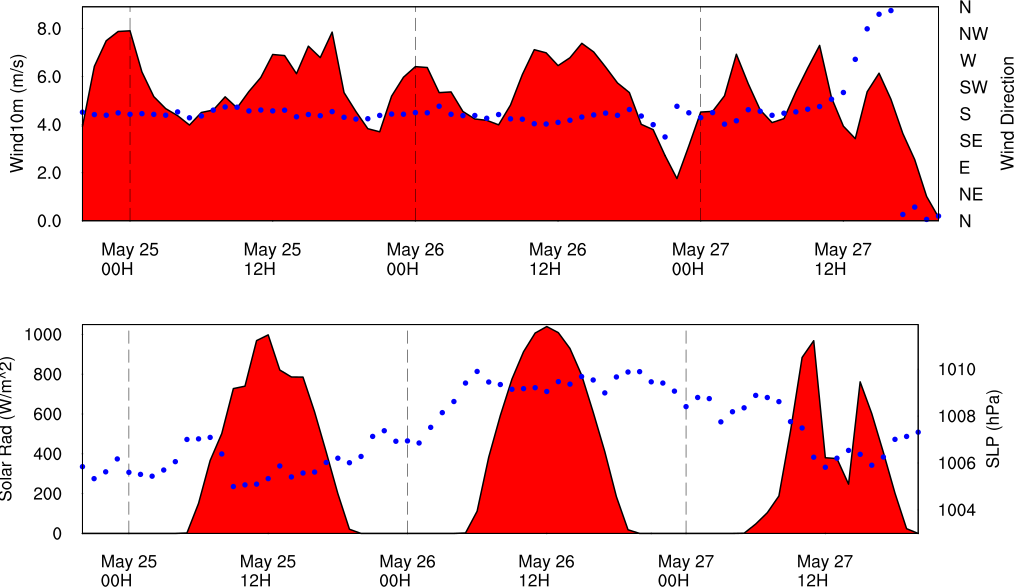 N
8.0
NW
W
6.0
SW
4.0
S
SE
2.0
E
NE
0.0
N
Wind10m (m/s)
Wind Direction
May 25
00H
May 25
12H
May 26
00H
May 26
12H
May 27
00H
May 27
12H
1000
800
600
400
200
0
Solar Rad (W/m^2)
1010
1008
1006
1004
SLP (hPa)
May 25
00H
May 25
12H
May 26
00H
May 26
12H
May 27
00H
May 27
12H